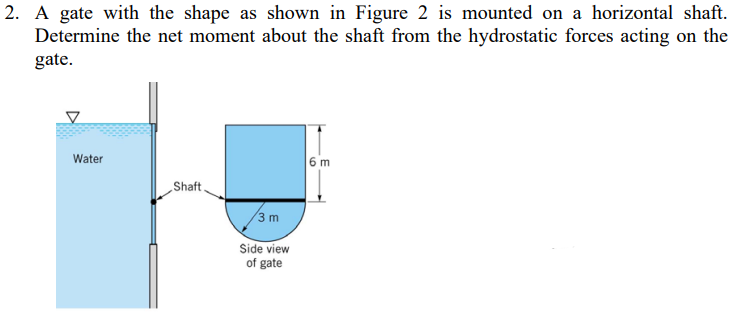 2. A gate with the shape as shown in Figure 2 is mounted on a horizontal shaft.
Determine the net moment about the shaft from the hydrostatic forces acting on the
gate.
Water
6 m
Shaft
3 m
Side view
of gate